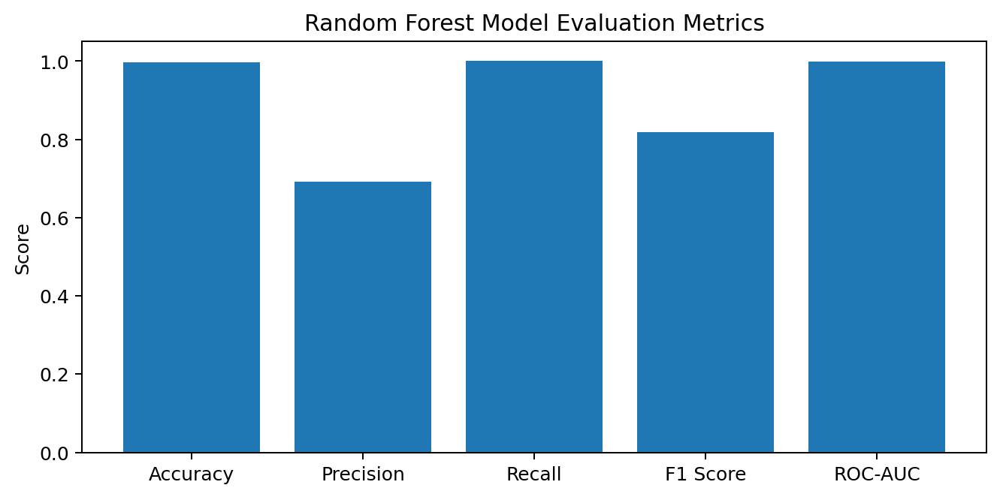 Random Forest Model Evaluation Metrics
Score
1.0
0.8
0.6
0.4
0.2
0.0
Accuracy Precision Recall F1 Score ROC-AUC